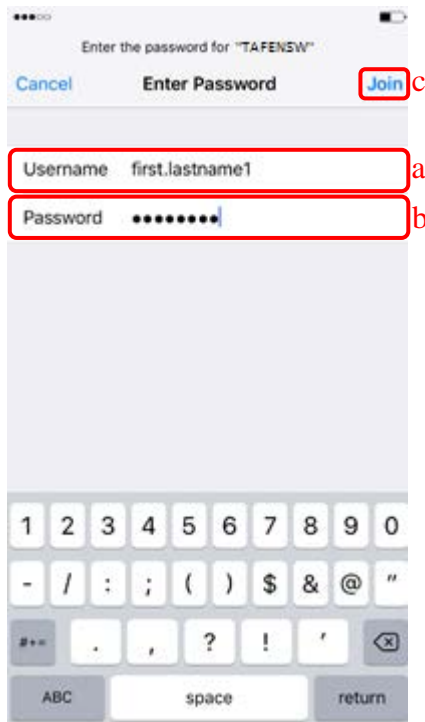 Enter the password for "TAFENSW"
Cancel Enter Password Join c
Username first.lastname1 a
Password ●●●●●●●● b
1 2 3 4 5 6 7 8 9 0
- / : ; ( ) $ & @ "
#+= . , ? ! '
ABC space return